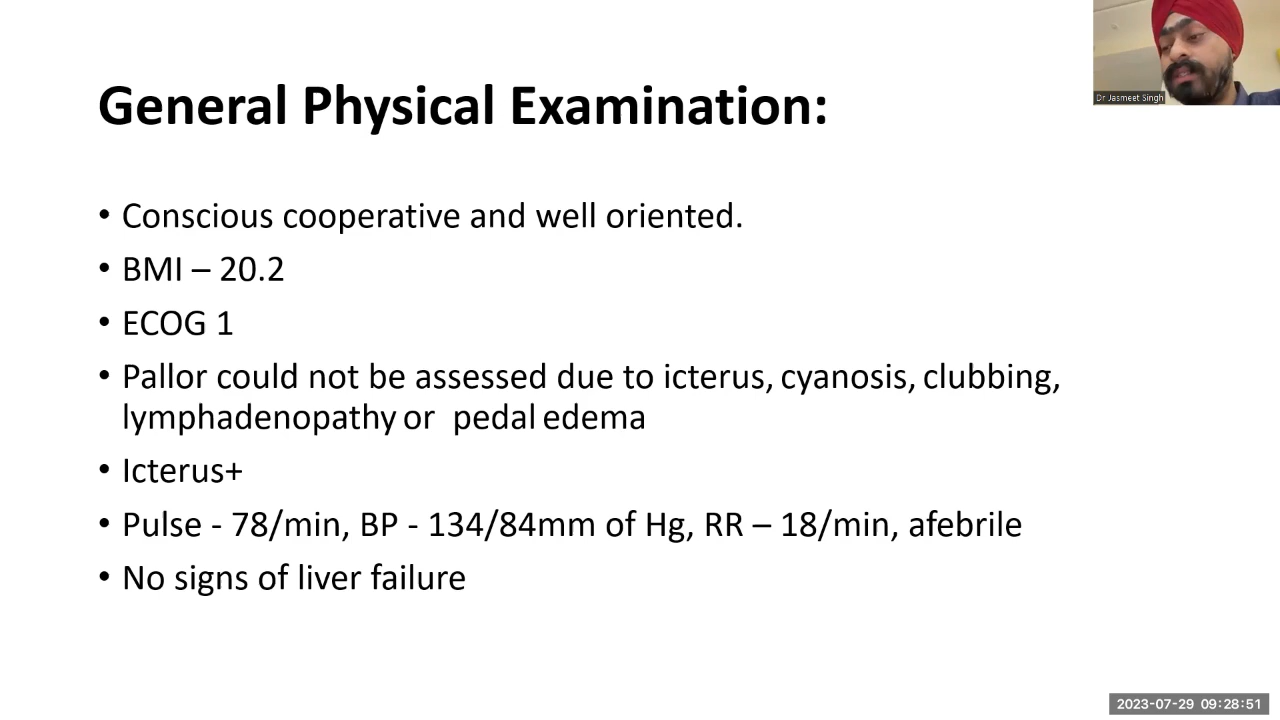 General Physical Examination:
Dr Jasmeet Singh
• Conscious cooperative and well oriented.
• BMI – 20.2
• ECOG 1
• Pallor could not be assessed due to icterus, cyanosis, clubbing,
lymphadenopathy or  pedal edema
• Icterus+
• Pulse - 78/min, BP - 134/84mm of Hg, RR – 18/min, afebrile
• No signs of liver failure
2023-07-29 09:28:51